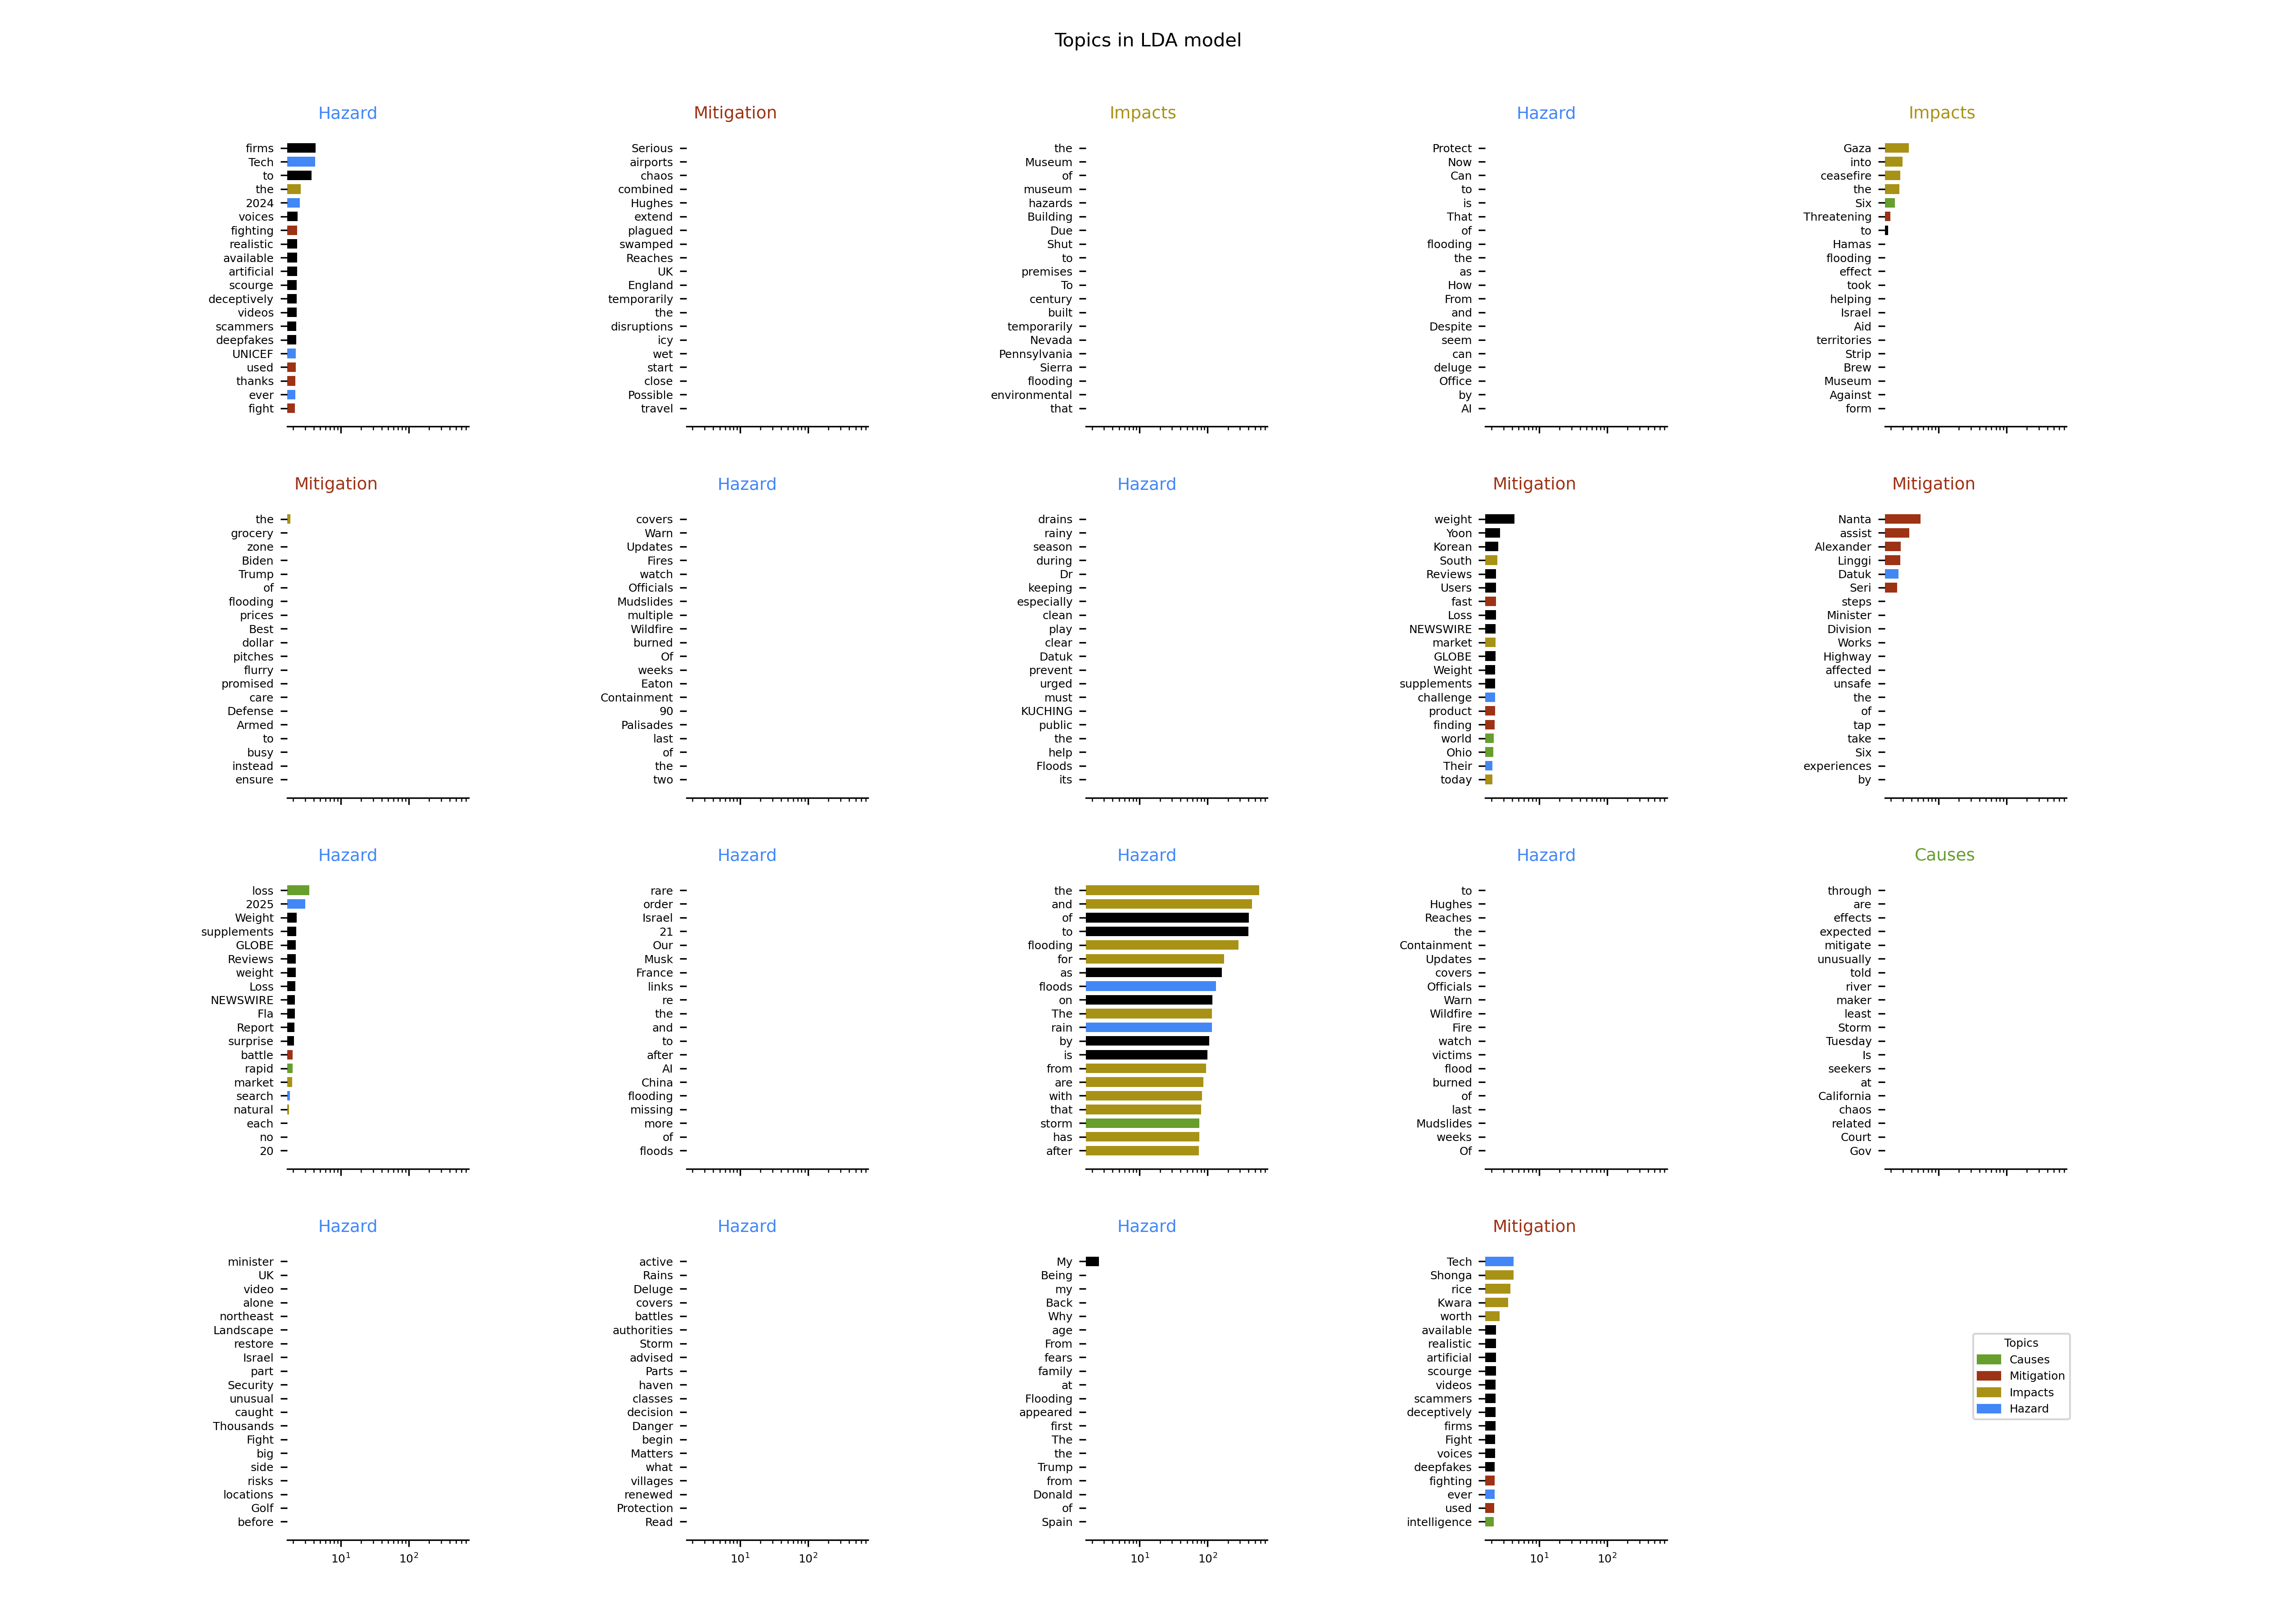 Topics in LDA model
Hazard
firms
Tech
to
the
2024
voices
fighting
realistic
available
artificial
scourge
deceptively
videos
scammers
deepfakes
UNICEF
used
thanks
ever
fight
Mitigation
Serious
airports
chaos
combined
Hughes
extend
plagued
swamped
Reaches
UK
England
temporarily
the
disruptions
icy
wet
start
close
Possible
travel
Impacts
the
Museum
of
museum
hazards
Building
Due
Shut
to
premises
To
century
built
temporarily
Nevada
Pennsylvania
Sierra
flooding
environmental
that
Hazard
Protect
Now
Can
to
is
That
of
flooding
the
as
How
From
and
Despite
seem
can
deluge
Office
by
AI
Impacts
Gaza
into
ceasefire
the
Six
Threatening
to
Hamas
flooding
effect
took
helping
Israel
Aid
territories
Strip
Brew
Museum
Against
form
Mitigation
the
grocery
zone
Biden
Trump
of
flooding
prices
Best
dollar
pitches
flurry
promised
care
Defense
Armed
to
busy
instead
ensure
Hazard
covers
Warn
Updates
Fires
watch
Officials
Mudslides
multiple
Wildfire
burned
Of
weeks
Eaton
Containment
90
Palisades
last
of
the
two
Hazard
drains
rainy
season
during
Dr
keeping
especially
clean
play
clear
Datuk
prevent
urged
must
KUCHING
public
the
help
Floods
its
Mitigation
weight
Yoon
Korean
South
Reviews
Users
fast
Loss
NEWSWIRE
market
GLOBE
Weight
supplements
challenge
product
finding
world
Ohio
Their
today
Mitigation
Nanta
assist
Alexander
Linggi
Datuk
Seri
steps
Minister
Division
Works
Highway
affected
unsafe
the
of
tap
take
Six
experiences
by
Hazard
loss
2025
Weight
supplements
GLOBE
Reviews
weight
Loss
NEWSWIRE
Fla
Report
surprise
battle
rapid
market
search
natural
each
no
20
Hazard
rare
order
Israel
21
Our
Musk
France
links
re
the
and
to
after
AI
China
flooding
missing
more
of
floods
Hazard
the
and
of
to
flooding
for
as
floods
on
The
rain
by
is
from
are
with
that
storm
has
after
Hazard
to
Hughes
Reaches
the
Containment
Updates
covers
Officials
Warn
Wildfire
Fire
watch
victims
flood
burned
of
last
Mudslides
weeks
Of
Causes
through
are
effects
expected
mitigate
unusually
told
river
maker
least
Storm
Tuesday
Is
seekers
at
California
chaos
related
Court
Gov
Hazard
minister
UK
video
alone
northeast
Landscape
restore
Israel
part
Security
unusual
caught
Thousands
Fight
big
side
risks
locations
Golf
before
10¹ 10²
Hazard
active
Rains
Deluge
covers
battles
authorities
Storm
advised
Parts
haven
classes
decision
Danger
begin
Matters
what
villages
renewed
Protection
Read
10¹ 10²
Hazard
My
Being
my
Back
Why
age
From
fears
family
at
Flooding
appeared
first
The
the
Trump
from
Donald
of
Spain
10¹ 10²
Mitigation
Tech
Shonga
rice
Kwara
worth
available
realistic
artificial
scourge
videos
scammers
deceptively
firms
Fight
voices
deepfakes
fighting
ever
used
intelligence
10¹ 10²
Topics
Causes
Mitigation
Impacts
Hazard